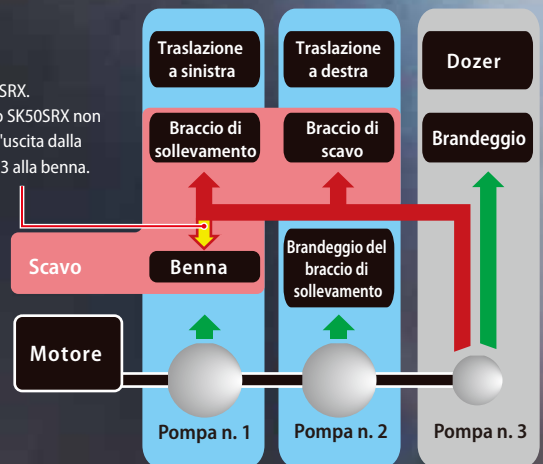 Traslazione
a sinistra
Traslazione
a destra
Dozer
SRX.
SK50SRX non
uscita dalla
3 alla benna.
Braccio di
sollevamento
Braccio di
scavo
Brandeggio
Scavo
Benna
Brandeggio del
braccio di
sollevamento
Motore
Pompa n. 1
Pompa n. 2
Pompa n. 3